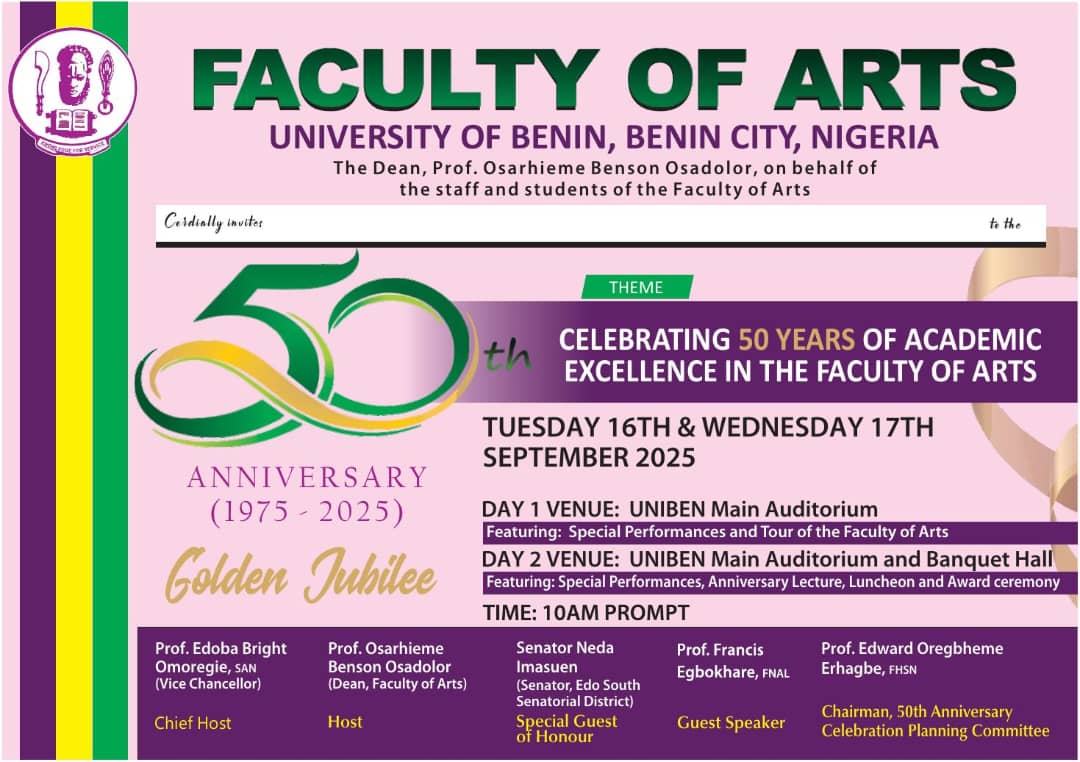 FACULTY OF ARTS
UNIVERSITY OF BENIN, BENIN CITY, NIGERIA
The Dean, Prof. Osarhieme Benson Osadolor, on behalf of
the staff and students of the Faculty of Arts
KNOWLEDGE FOR SERVICE
Cordially invites to the
50th
ANNIVERSARY
(1975 - 2025)
Golden Jubilee
THEME
CELEBRATING 50 YEARS OF ACADEMIC
EXCELLENCE IN THE FACULTY OF ARTS
TUESDAY 16TH & WEDNESDAY 17TH
SEPTEMBER 2025
DAY 1 VENUE: UNIBEN Main Auditorium
Featuring: Special Performances and Tour of the Faculty of Arts
DAY 2 VENUE: UNIBEN Main Auditorium and Banquet Hall
Featuring: Special Performances, Anniversary Lecture, Luncheon and Award ceremony
TIME: 10AM PROMPT
Prof. Edoba Bright
Omoregie, SAN
(Vice Chancellor)
Chief Host
Prof. Osarhieme
Benson Osadolor
(Dean, Faculty of Arts)
Host
Senator Neda
Imasuen
(Senator, Edo South
Senatorial District)
Special Guest
of Honour
Prof. Francis
Egbokhare, FNAL
Guest Speaker
Prof. Edward Oregbheme
Erhagbe, FHSN
Chairman, 50th Anniversary
Celebration Planning Committee